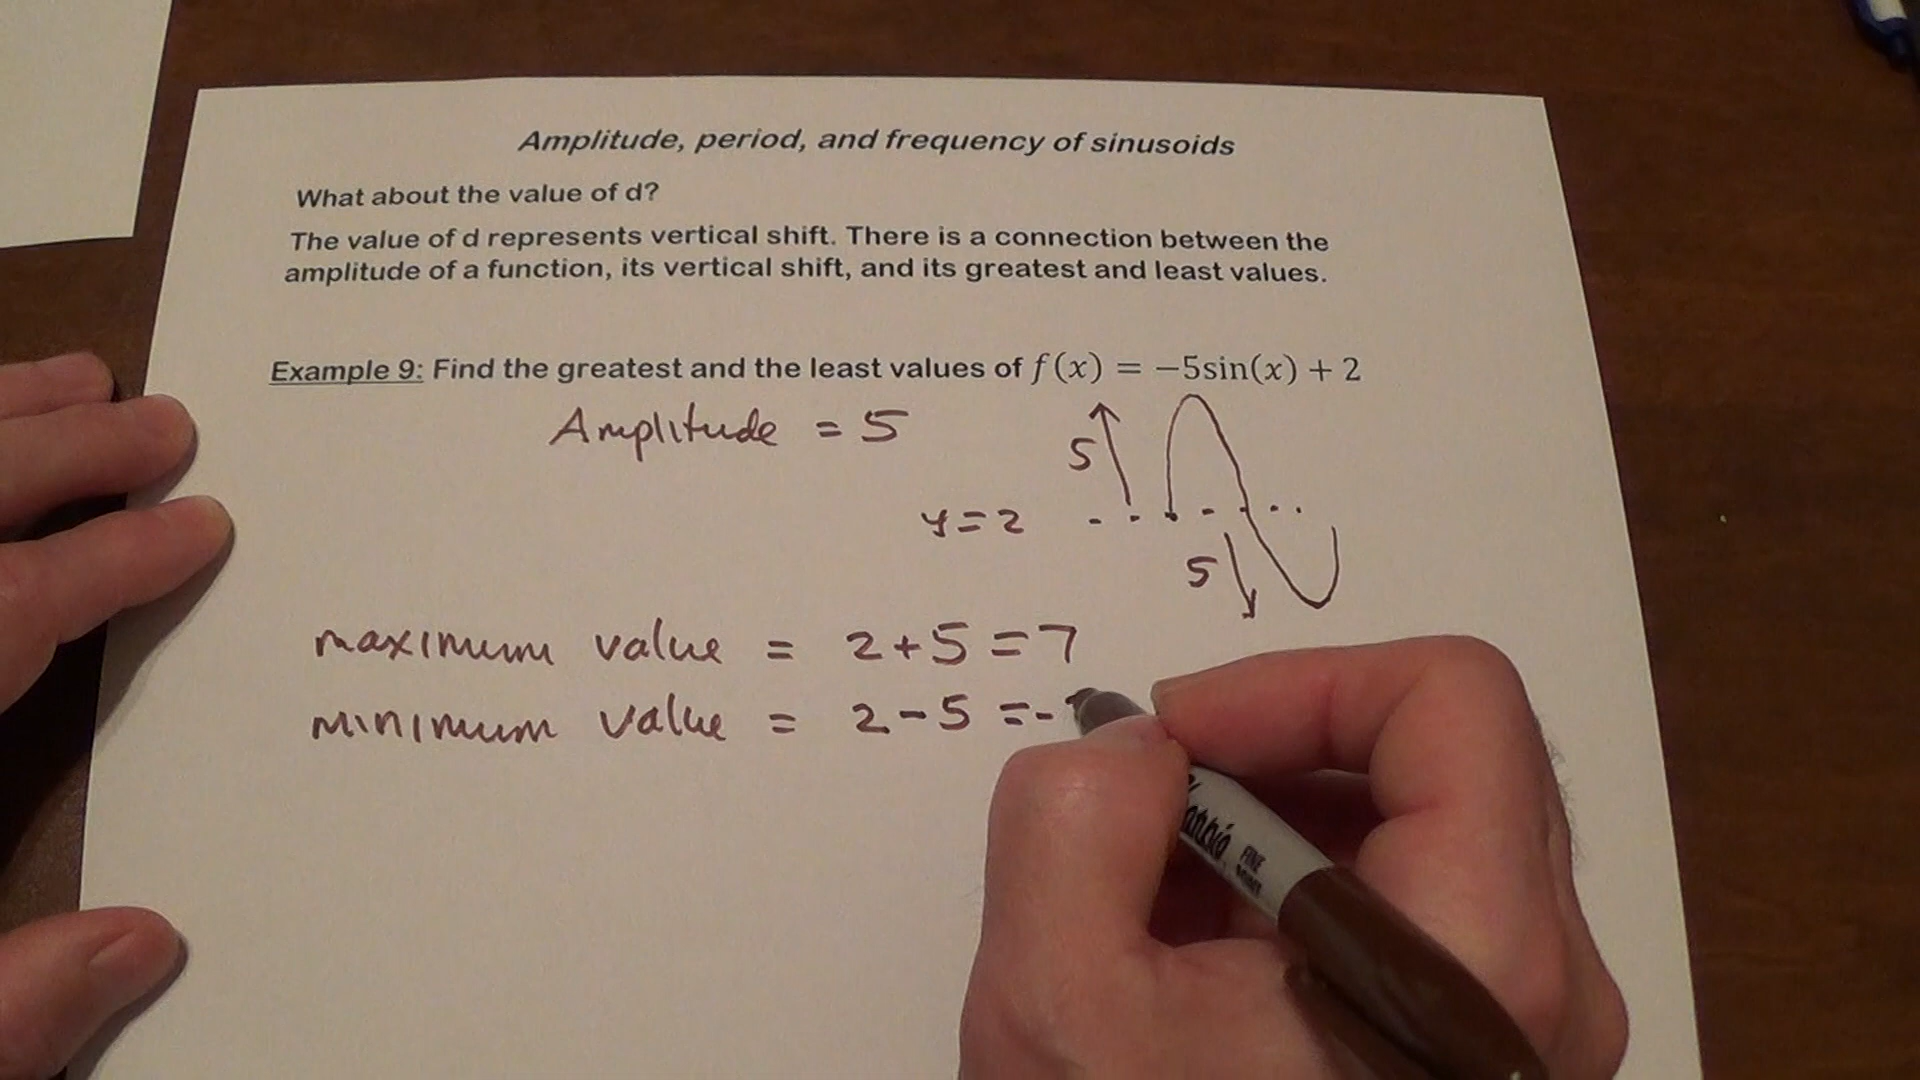 Amplitude, period, and frequency of sinusoids
What about the value of d?
The value of d represents vertical shift. There is a connection between the
amplitude of a function, its vertical shift, and its greatest and least values.
Example 9: Find the greatest and the least values of f(x) = −5sin(x) + 2
Amplitude = 5
5
y=2
5
maximum value = 2+5=7
minimum value = 2-5=-
FINE